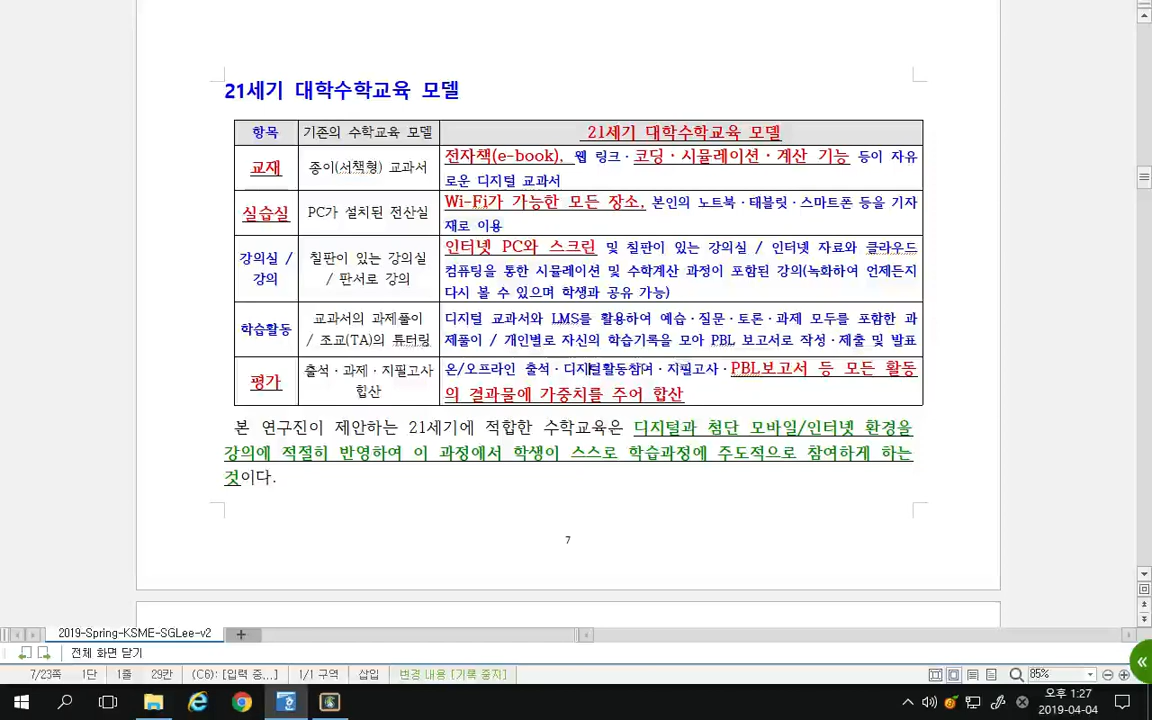 21세기 대학수학교육 모델
항목 기존의 수학교육 모델 21세기 대학수학교육 모델
교재 종이(서책형) 교과서 전자책(e-book), 웹 링크·코딩·시뮬레이션·계산 기능 등이 자유
로운 디지털 교과서
실습실 PC가 설치된 전산실 Wi-Fi가 가능한 모든 장소, 본인의 노트북·태블릿·스마트폰 등을 기자
재로 이용
강의실 / 칠판이 있는 강의실 인터넷 PC와 스크린 및 칠판이 있는 강의실 / 인터넷 자료와 클라우드
강의 / 판서로 강의 컴퓨팅을 통한 시뮬레이션 및 수학계산 과정이 포함된 강의(녹화하여 언제든지
다시 볼 수 있으며 학생과 공유 가능)
학습활동 교과서의 과제풀이 디지털 교과서와 LMS를 활용하여 예습·질문·토론·과제 모두를 포함한 과
/ 조교(TA)의 튜터링 제풀이 / 개인별로 자신의 학습기록을 모아 PBL 보고서로 작성·제출 및 발표
평가 출석·과제·지필고사 온/오프라인 출석·디지털활동참여·지필고사·PBL보고서 등 모든 활동
합산 의 결과물에 가중치를 주어 합산
본 연구진이 제안하는 21세기에 적합한 수학교육은 디지털과 첨단 모바일/인터넷 환경을
강의에 적절히 반영하여 이 과정에서 학생이 스스로 학습과정에 주도적으로 참여하게 하는
것이다.
7
2019-Spring-KSME-SGLee-v2
전체 화면 닫기
7/23쪽 1단 1줄 29칸 (C6): [입력 중...] 1/1 구역 삽입 변경 내용 [기록 중지] 85%
오후 1:27
2019-04-04